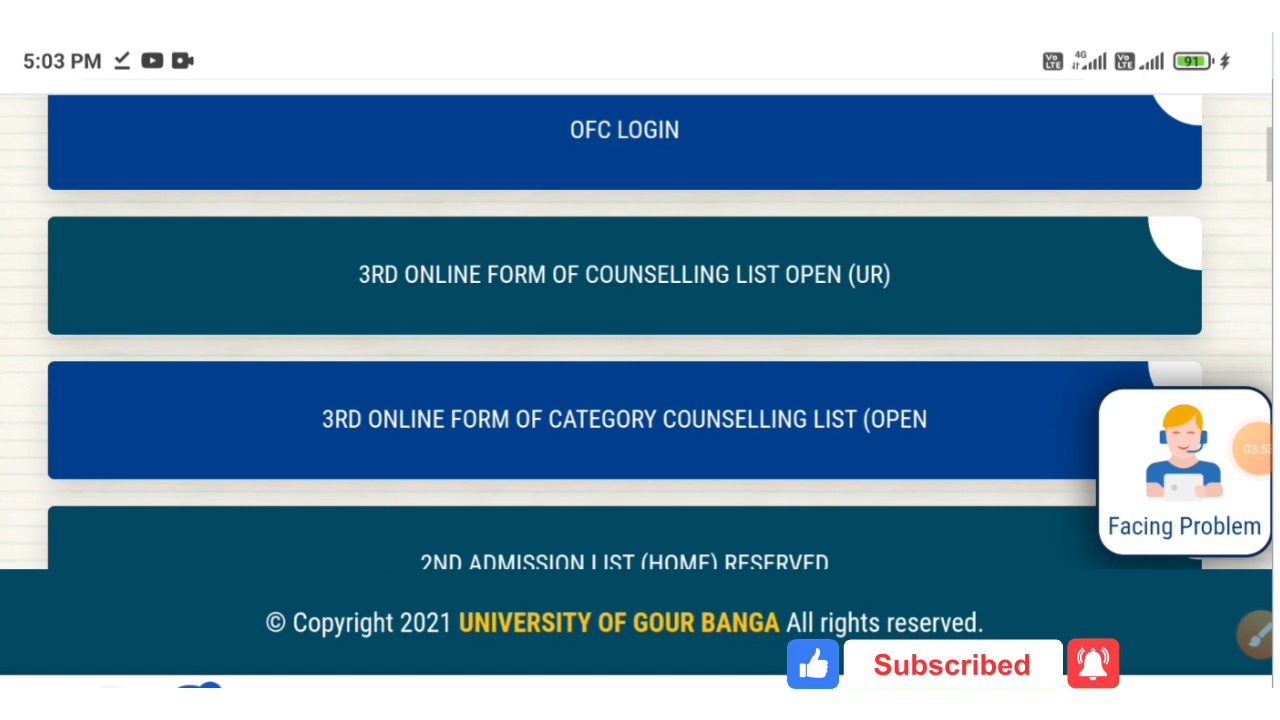 5:03 PM
4G
91
OFC LOGIN
3RD ONLINE FORM OF COUNSELLING LIST OPEN (UR)
3RD ONLINE FORM OF CATEGORY COUNSELLING LIST (OPEN
03:53
Facing Problem
2ND ADMISSION LIST (HOME) RESERVED
© Copyright 2021 UNIVERSITY OF GOUR BANGA All rights reserved.
Subscribed